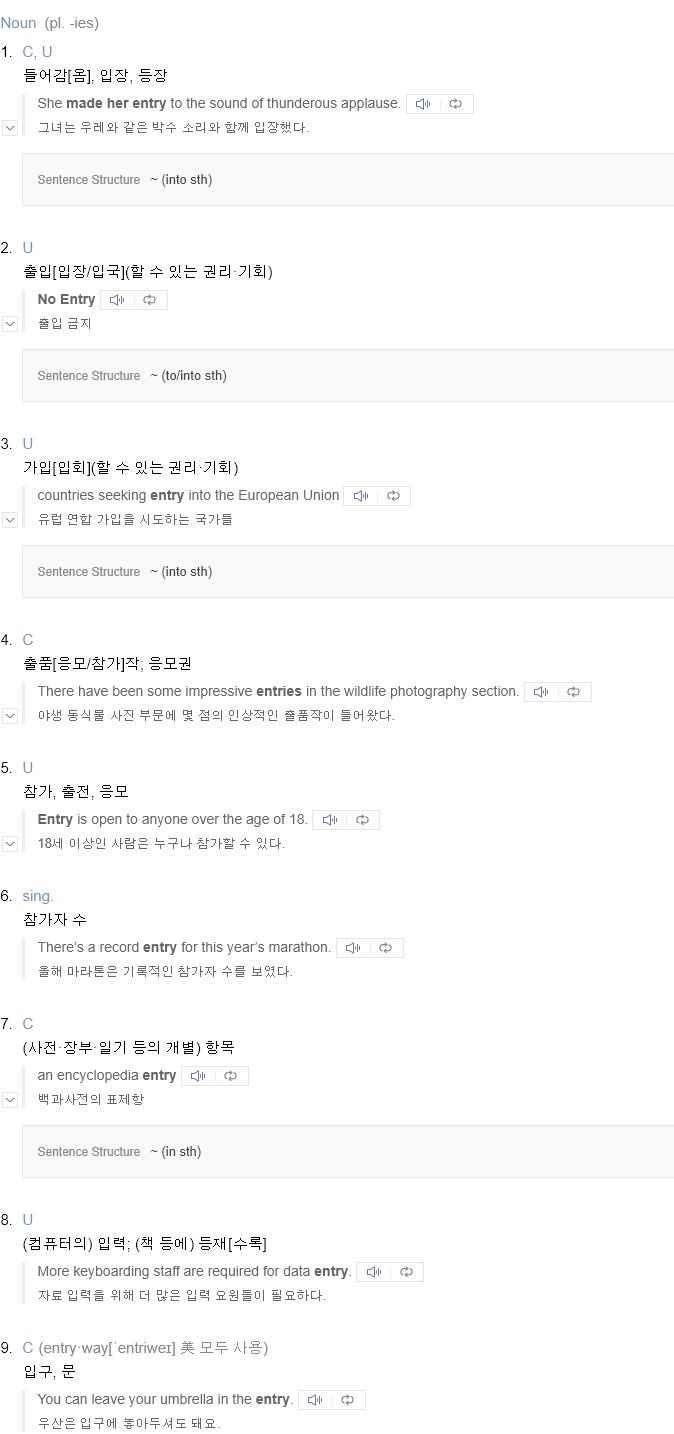 Noun (pl. -ies)
1. C, U
들어감[옴], 입장, 등장
She made her entry to the sound of thunderous applause.
그녀는 우레와 같은 박수 소리와 함께 입장했다.
Sentence Structure ~ (into sth)
2. U
출입[입장/입국](할 수 있는 권리·기회)
No Entry
출입 금지
Sentence Structure ~ (to/into sth)
3. U
가입[입회](할 수 있는 권리·기회)
countries seeking entry into the European Union
유럽 연합 가입을 시도하는 국가들
Sentence Structure ~ (into sth)
4. C
출품[응모/참가]작; 응모권
There have been some impressive entries in the wildlife photography section.
야생 동식물 사진 부문에 몇 점의 인상적인 출품작이 들어왔다.
5. U
참가, 출전, 응모
Entry is open to anyone over the age of 18.
18세 이상인 사람은 누구나 참가할 수 있다.
6. sing.
참가자 수
There's a record entry for this year's marathon.
올해 마라톤은 기록적인 참가자 수를 보였다.
7. C
(사전·장부·일기 등의 개별) 항목
an encyclopedia entry
백과사전의 표제항
Sentence Structure ~ (in sth)
8. U
(컴퓨터의) 입력; (책 등에) 등재[수록]
More keyboarding staff are required for data entry.
자료 입력을 위해 더 많은 입력 요원들이 필요하다.
9. C (entry·way[ˈentriweɪ] 美 모두 사용)
입구, 문
You can leave your umbrella in the entry.
우산은 입구에 놓아두셔도 돼요.